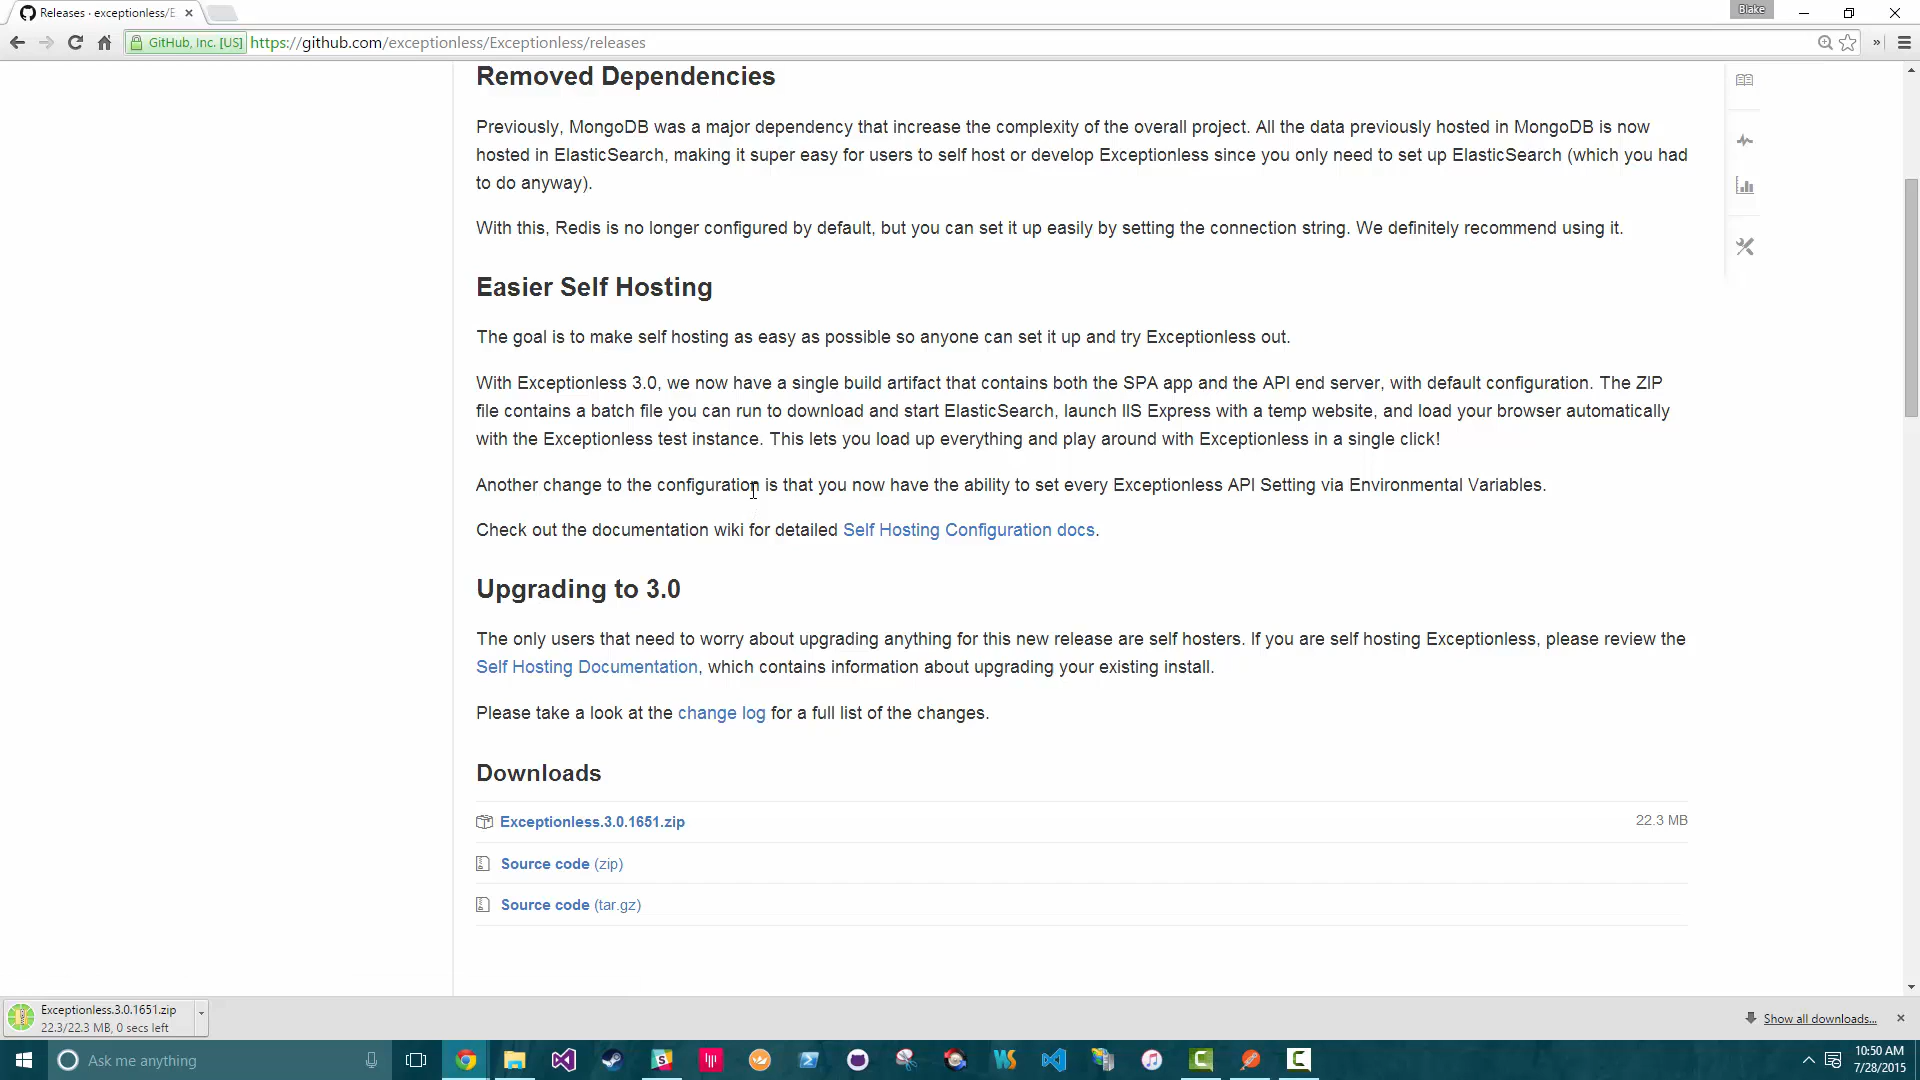 Releases · exceptionless/E
Blake
GitHub, Inc. [US]
https://github.com/exceptionless/Exceptionless/releases
Removed Dependencies
Previously, MongoDB was a major dependency that increase the complexity of the overall project. All the data previously hosted in MongoDB is now
hosted in ElasticSearch, making it super easy for users to self host or develop Exceptionless since you only need to set up ElasticSearch (which you had
to do anyway).
With this, Redis is no longer configured by default, but you can set it up easily by setting the connection string. We definitely recommend using it.
Easier Self Hosting
The goal is to make self hosting as easy as possible so anyone can set it up and try Exceptionless out.
With Exceptionless 3.0, we now have a single build artifact that contains both the SPA app and the API end server, with default configuration. The ZIP
file contains a batch file you can run to download and start ElasticSearch, launch IIS Express with a temp website, and load your browser automatically
with the Exceptionless test instance. This lets you load up everything and play around with Exceptionless in a single click!
Another change to the configuration is that you now have the ability to set every Exceptionless API Setting via Environmental Variables.
Check out the documentation wiki for detailed Self Hosting Configuration docs.
Upgrading to 3.0
The only users that need to worry about upgrading anything for this new release are self hosters. If you are self hosting Exceptionless, please review the
Self Hosting Documentation, which contains information about upgrading your existing install.
Please take a look at the change log for a full list of the changes.
Downloads
Exceptionless.3.0.1651.zip
22.3 MB
Source code (zip)
Source code (tar.gz)
Exceptionless.3.0.1651.zip
22.3/22.3 MB, 0 secs left
Show all downloads...
Ask me anything
10:50 AM
7/28/2015